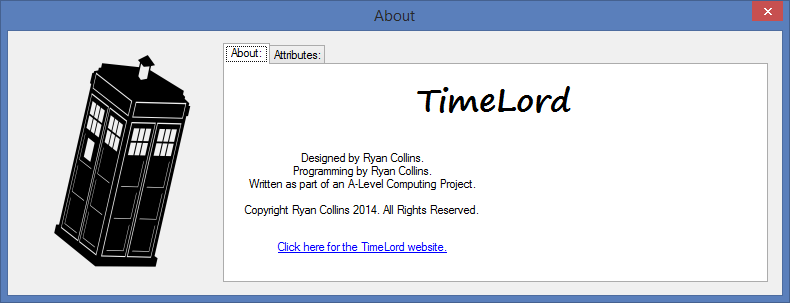 About
About:
Attributes:
TimeLord
Designed by Ryan Collins.
Programming by Ryan Collins.
Written as part of an A-Level Computing Project.
Copyright Ryan Collins 2014. All Rights Reserved.
Click here for the TimeLord website.